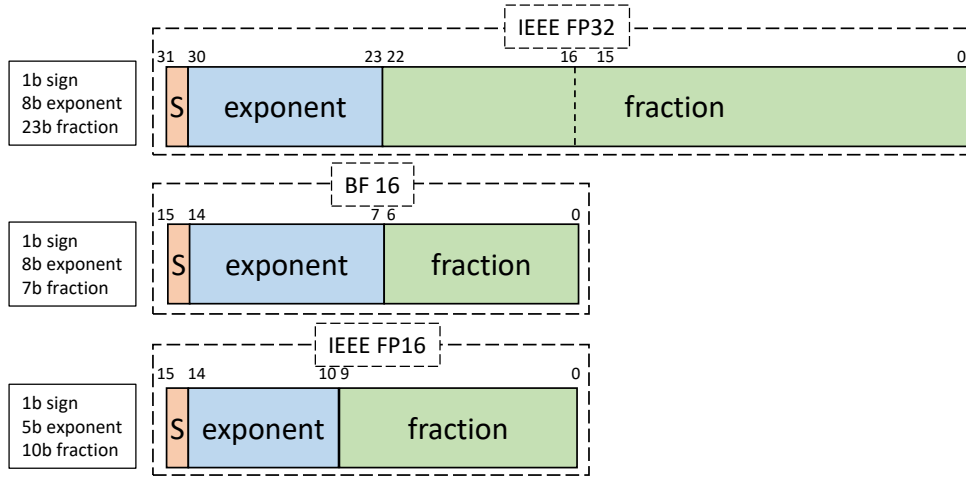 IEEE FP32
31 30 23 22 16 15 0
1b sign
8b exponent
23b fraction
S exponent fraction
BF 16
15 14 7 6 0
1b sign
8b exponent
7b fraction
S exponent fraction
IEEE FP16
15 14 10 9 0
1b sign
5b exponent
10b fraction
S exponent fraction